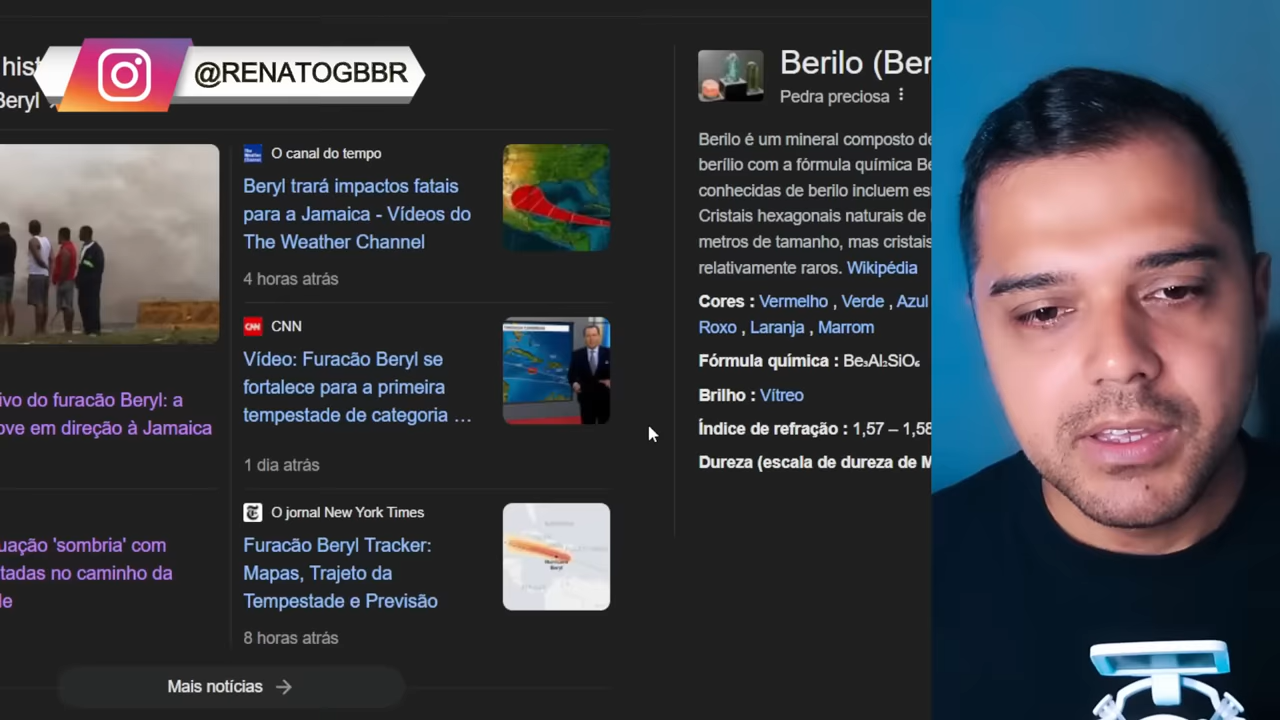 hist
Beryl
@RENATOGBBR
O canal do tempo
Beryl trará impactos fatais
para a Jamaica - Vídeos do
The Weather Channel
4 horas atrás
CNN
Vídeo: Furacão Beryl se
fortalece para a primeira
tempestade de categoria ...
1 dia atrás
O jornal New York Times
Furacão Beryl Tracker:
Mapas, Trajeto da
Tempestade e Previsão
8 horas atrás
ivo do furacão Beryl: a
ove em direção à Jamaica
uação 'sombria' com
tadas no caminho da
le
Mais notícias
Berilo (Ber
Pedra preciosa
Berilo é um mineral composto de
berílio com a fórmula química Be
conhecidas de berilo incluem es
Cristais hexagonais naturais de
metros de tamanho, mas cristais
relativamente raros. Wikipédia
Cores : Vermelho , Verde , Azul
Roxo , Laranja , Marrom
Fórmula química : Be₃Al₂SiO₆
Brilho : Vítreo
Índice de refração : 1,57 – 1,58
Dureza (escala de dureza de M